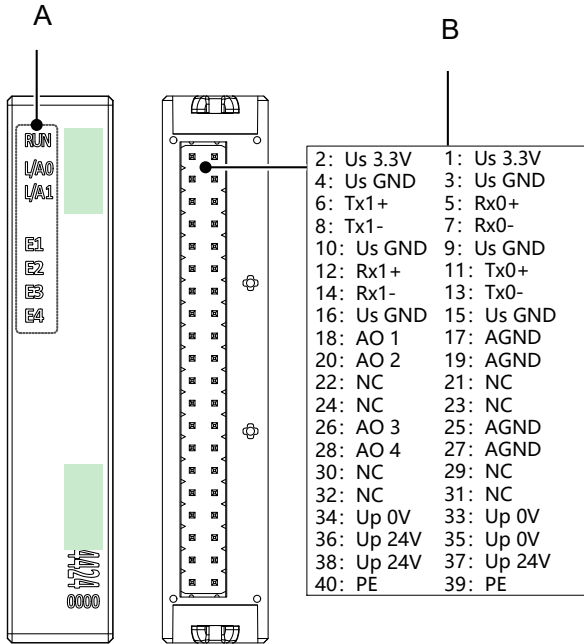 A
B
RUN
L/A0
L/A1
E1
E2
E3
E4
4424
0000
2: Us 3.3V 1: Us 3.3V
4: Us GND 3: Us GND
6: Tx1+ 5: Rx0+
8: Tx1- 7: Rx0-
10: Us GND 9: Us GND
12: Rx1+ 11: Tx0+
14: Rx1- 13: Tx0-
16: Us GND 15: Us GND
18: AO 1 17: AGND
20: AO 2 19: AGND
22: NC 21: NC
24: NC 23: NC
26: AO 3 25: AGND
28: AO 4 27: AGND
30: NC 29: NC
32: NC 31: NC
34: Up 0V 33: Up 0V
36: Up 24V 35: Up 0V
38: Up 24V 37: Up 24V
40: PE 39: PE